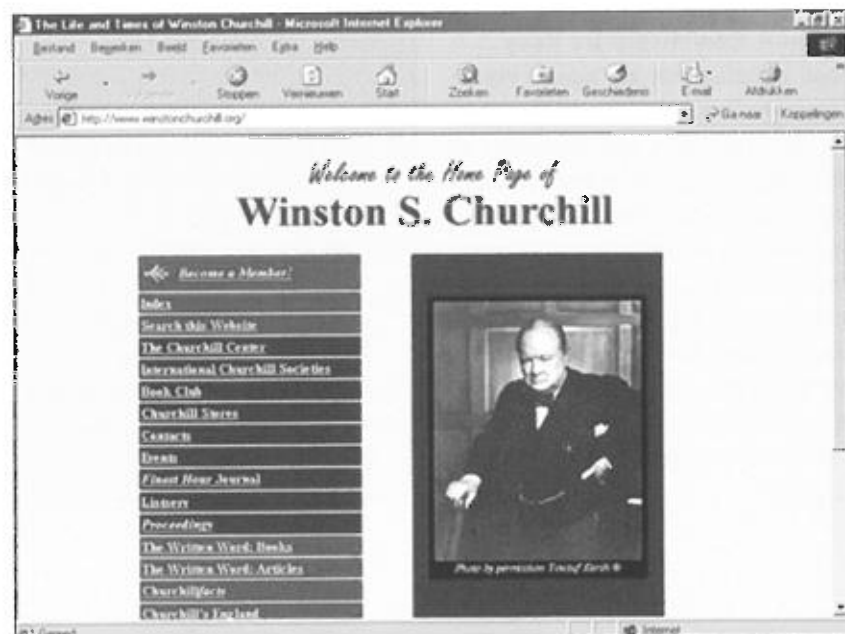 The Life and Times of Winston Churchill - Microsoft Internet Explorer
Bestand Bewerken Beeld Favorieten Extra Help
Vorige Stoppen Vernieuwen Start Zoeken Favorieten Geschiedenis E-mail Afdrukken
Adres http://www.winstonchurchill.org/ Ga naar Koppelingen
Welcome to the Home Page of
Winston S. Churchill
Become a Member!
Index
Search this Website
The Churchill Center
International Churchill Societies
Book Club
Churchill Stores
Contacts
Events
Finest Hour Journal
Listserv
Proceedings
The Written Word: Books
The Written Word: Articles
Churchillfacts
Churchill's England
Photo by permission Yousuf Karsh ©
Internet